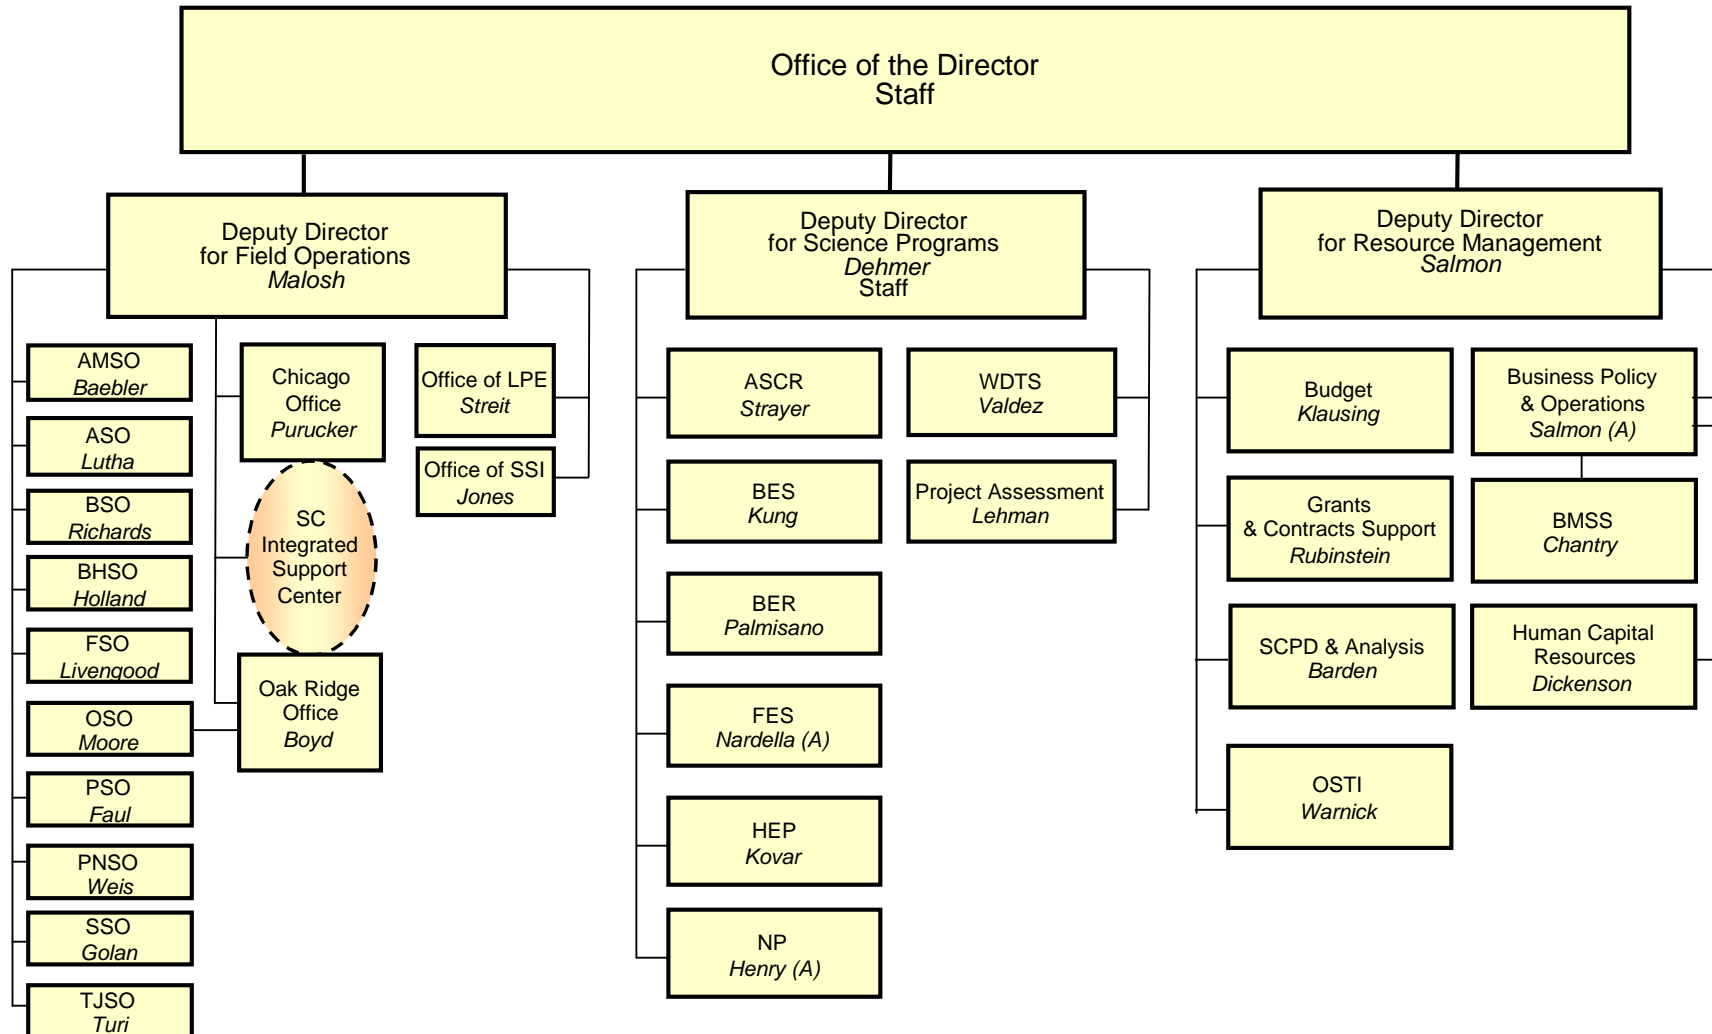 Office of the Director
Staff
Deputy Director
for Field Operations
Malosh
AMSO
Baebler
ASO
Lutha
BSO
Richards
BHSO
Holland
FSO
Livengood
OSO
Moore
PSO
Faul
PNSO
Weis
SSO
Golan
TJSO
Turi
Chicago
Office
Purucker
SC
Integrated
Support
Center
Oak Ridge
Office
Boyd
Office of LPE
Streit
Office of SSI
Jones
Deputy Director
for Science Programs
Dehmer
Staff
ASCR
Strayer
BES
Kung
BER
Palmisano
FES
Nardella (A)
HEP
Kovar
NP
Henry (A)
WDTS
Valdez
Project Assessment
Lehman
Deputy Director
for Resource Management
Salmon
Budget
Klausing
Grants
& Contracts Support
Rubinstein
SCPD & Analysis
Barden
OSTI
Warnick
Business Policy
& Operations
Salmon (A)
BMSS
Chantry
Human Capital
Resources
Dickenson